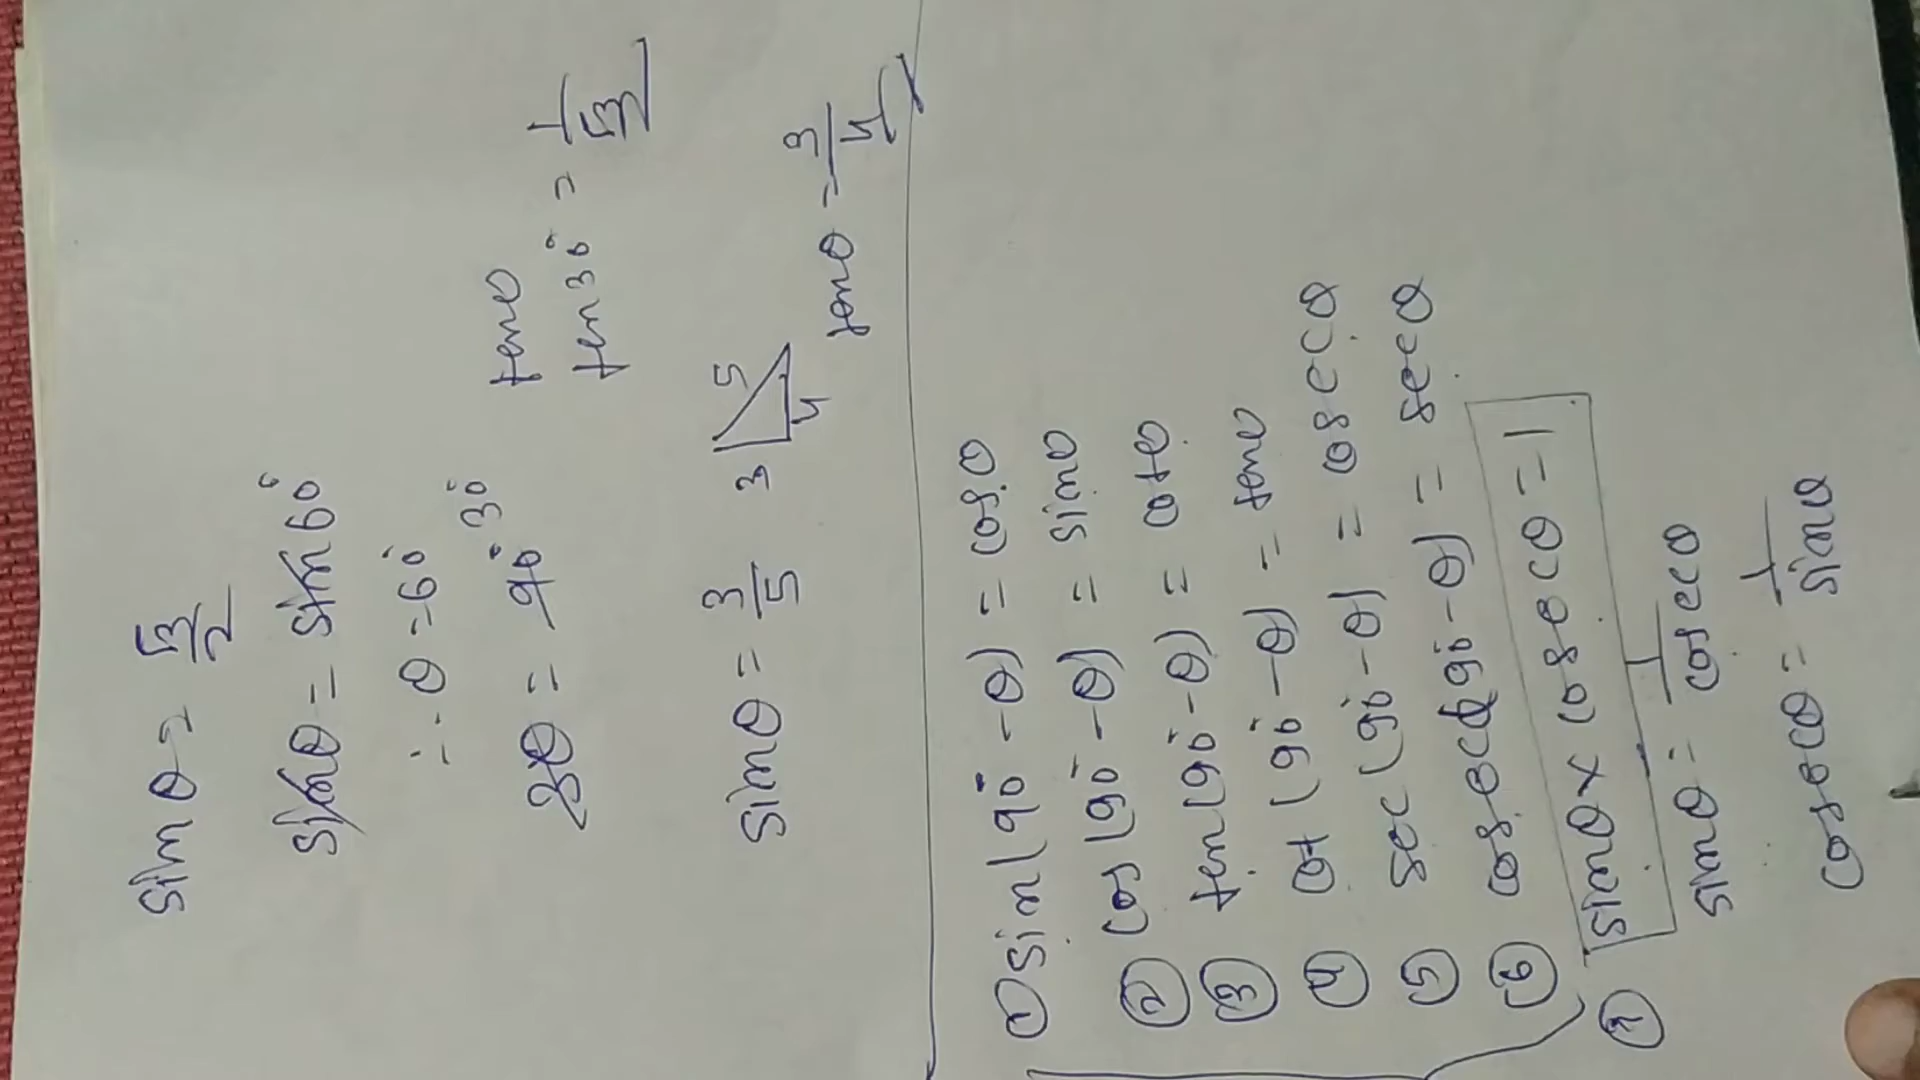 sinθ = √3/2
sinθ = sin60°
∴ θ = 60°
3θ = 90° 30°
tanθ
tan30° = 1/√3
sinθ = 3/5
3 5 4
tanθ = 3/4
① sin(90° - θ) = cosθ
② cos(90° - θ) = sinθ
③ tan(90° - θ) = cotθ
④ cot(90° - θ) = tanθ
⑤ sec(90° - θ) = cosecθ
⑥ cosec(90° - θ) = secθ
⑦ sinθ × cosecθ = 1
sinθ = 1/cosecθ
cosecθ = 1/sinθ